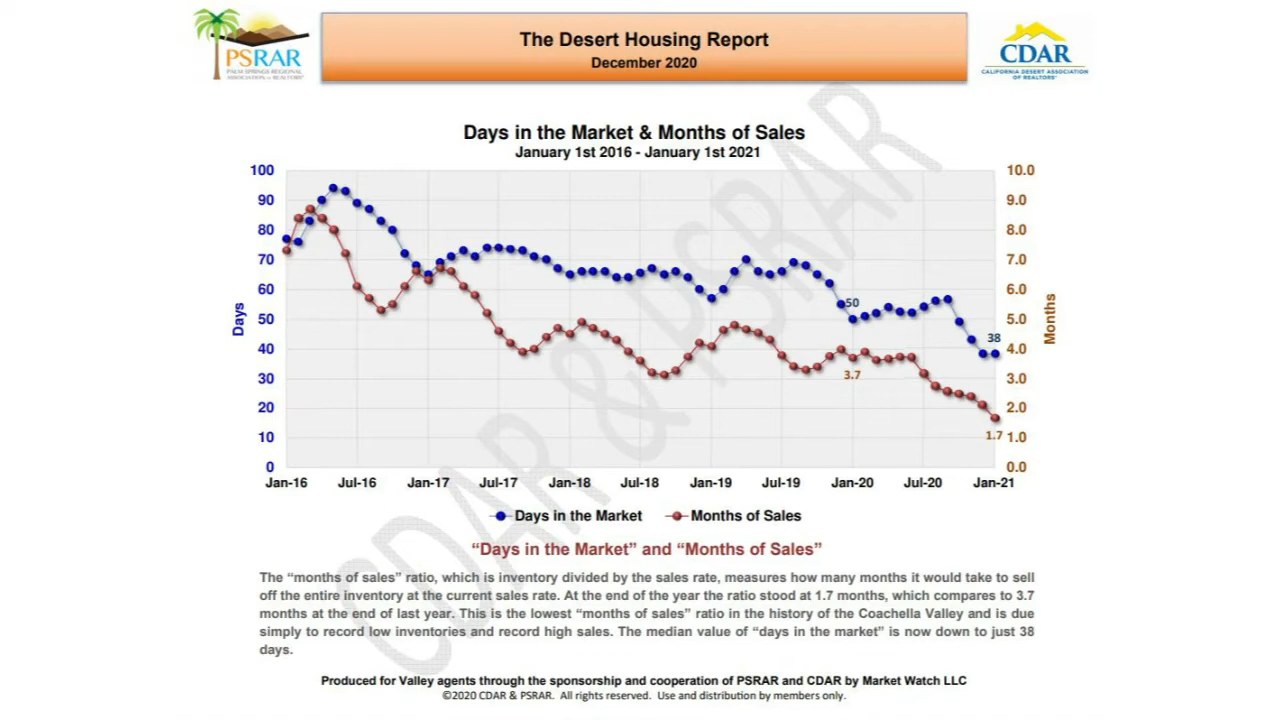 PSRAR
PALM SPRINGS REGIONAL
ASSOCIATION of REALTORS®
The Desert Housing Report
December 2020
CDAR
CALIFORNIA DESERT ASSOCIATION
OF REALTORS®
Days in the Market & Months of Sales
January 1st 2016 - January 1st 2021
100 10.0
90 9.0
80 8.0
70 7.0
60 6.0
50 5.0
40 4.0
30 3.0
20 2.0
10 1.0
0 0.0
Days
Months
50
38
3.7
1.7
Jan-16 Jul-16 Jan-17 Jul-17 Jan-18 Jul-18 Jan-19 Jul-19 Jan-20 Jul-20 Jan-21
Days in the Market Months of Sales
CDAR & PSRAR
“Days in the Market” and “Months of Sales”
The “months of sales” ratio, which is inventory divided by the sales rate, measures how many months it would take to sell
off the entire inventory at the current sales rate. At the end of the year the ratio stood at 1.7 months, which compares to 3.7
months at the end of last year. This is the lowest “months of sales” ratio in the history of the Coachella Valley and is due
simply to record low inventories and record high sales. The median value of “days in the market” is now down to just 38
days.
Produced for Valley agents through the sponsorship and cooperation of PSRAR and CDAR by Market Watch LLC
©2020 CDAR & PSRAR. All rights reserved. Use and distribution by members only.